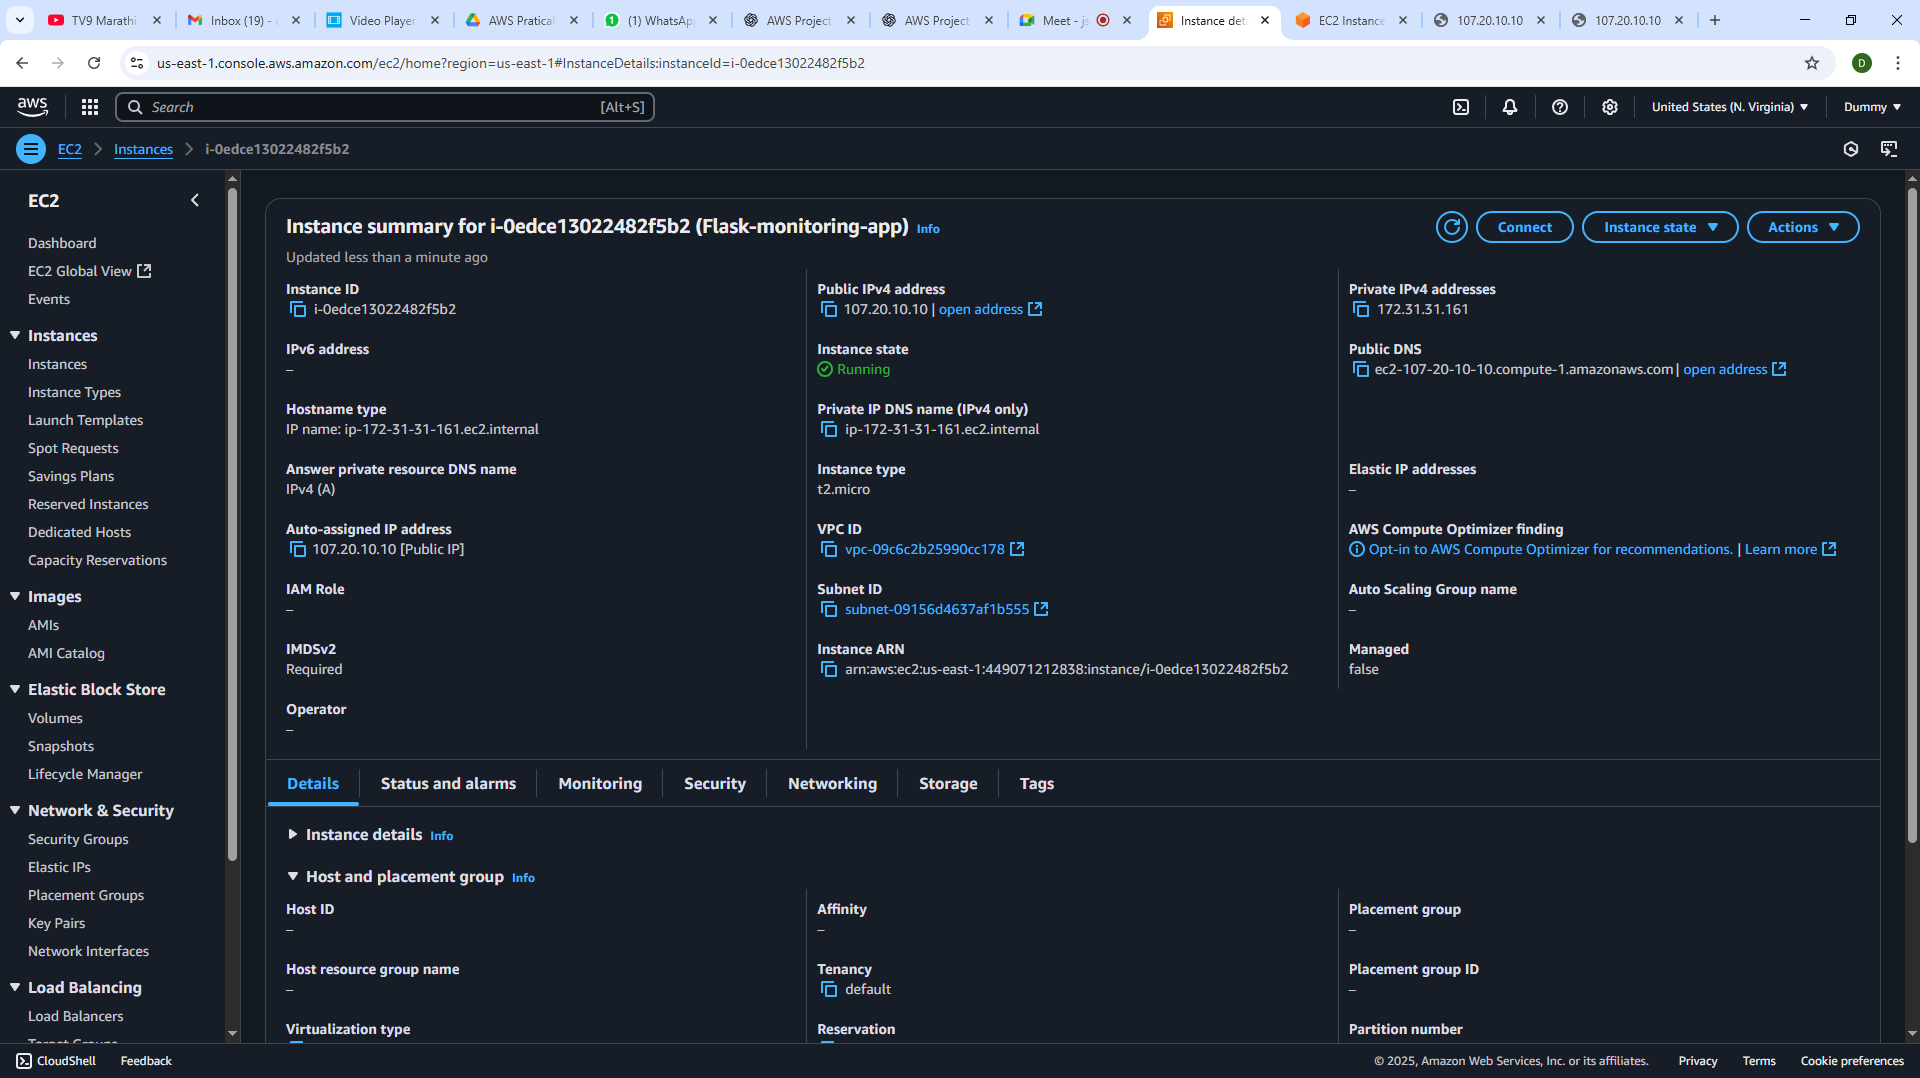 TV9 Marathi
Inbox (19) - c
Video Player
AWS Pratical
(1) WhatsAp
AWS Project
AWS Project
Meet - js
Instance det
EC2 Instance
107.20.10.10
107.20.10.10
us-east-1.console.aws.amazon.com/ec2/home?region=us-east-1#InstanceDetails:instanceId=i-0edce13022482f5b2
D
aws
Search
[Alt+S]
United States (N. Virginia)
Dummy
EC2
Instances
i-0edce13022482f5b2
EC2
Dashboard
EC2 Global View
Events
Instances
Instances
Instance Types
Launch Templates
Spot Requests
Savings Plans
Reserved Instances
Dedicated Hosts
Capacity Reservations
Images
AMIs
AMI Catalog
Elastic Block Store
Volumes
Snapshots
Lifecycle Manager
Network & Security
Security Groups
Elastic IPs
Placement Groups
Key Pairs
Network Interfaces
Load Balancing
Load Balancers
Target Groups
Instance summary for i-0edce13022482f5b2 (Flask-monitoring-app) Info
Updated less than a minute ago
Connect
Instance state
Actions
Instance ID
i-0edce13022482f5b2
Public IPv4 address
107.20.10.10 | open address
Private IPv4 addresses
172.31.31.161
IPv6 address
–
Instance state
Running
Public DNS
ec2-107-20-10-10.compute-1.amazonaws.com | open address
Hostname type
IP name: ip-172-31-31-161.ec2.internal
Private IP DNS name (IPv4 only)
ip-172-31-31-161.ec2.internal
Answer private resource DNS name
IPv4 (A)
Instance type
t2.micro
Elastic IP addresses
–
Auto-assigned IP address
107.20.10.10 [Public IP]
VPC ID
vpc-09c6c2b25990cc178
AWS Compute Optimizer finding
Opt-in to AWS Compute Optimizer for recommendations. | Learn more
IAM Role
–
Subnet ID
subnet-09156d4637af1b555
Auto Scaling Group name
–
IMDSv2
Required
Instance ARN
arn:aws:ec2:us-east-1:449071212838:instance/i-0edce13022482f5b2
Managed
false
Operator
–
Details
Status and alarms
Monitoring
Security
Networking
Storage
Tags
Instance details Info
Host and placement group Info
Host ID
–
Affinity
–
Placement group
–
Host resource group name
–
Tenancy
default
Placement group ID
–
Virtualization type
Reservation
Partition number
CloudShell
Feedback
© 2025, Amazon Web Services, Inc. or its affiliates.
Privacy
Terms
Cookie preferences